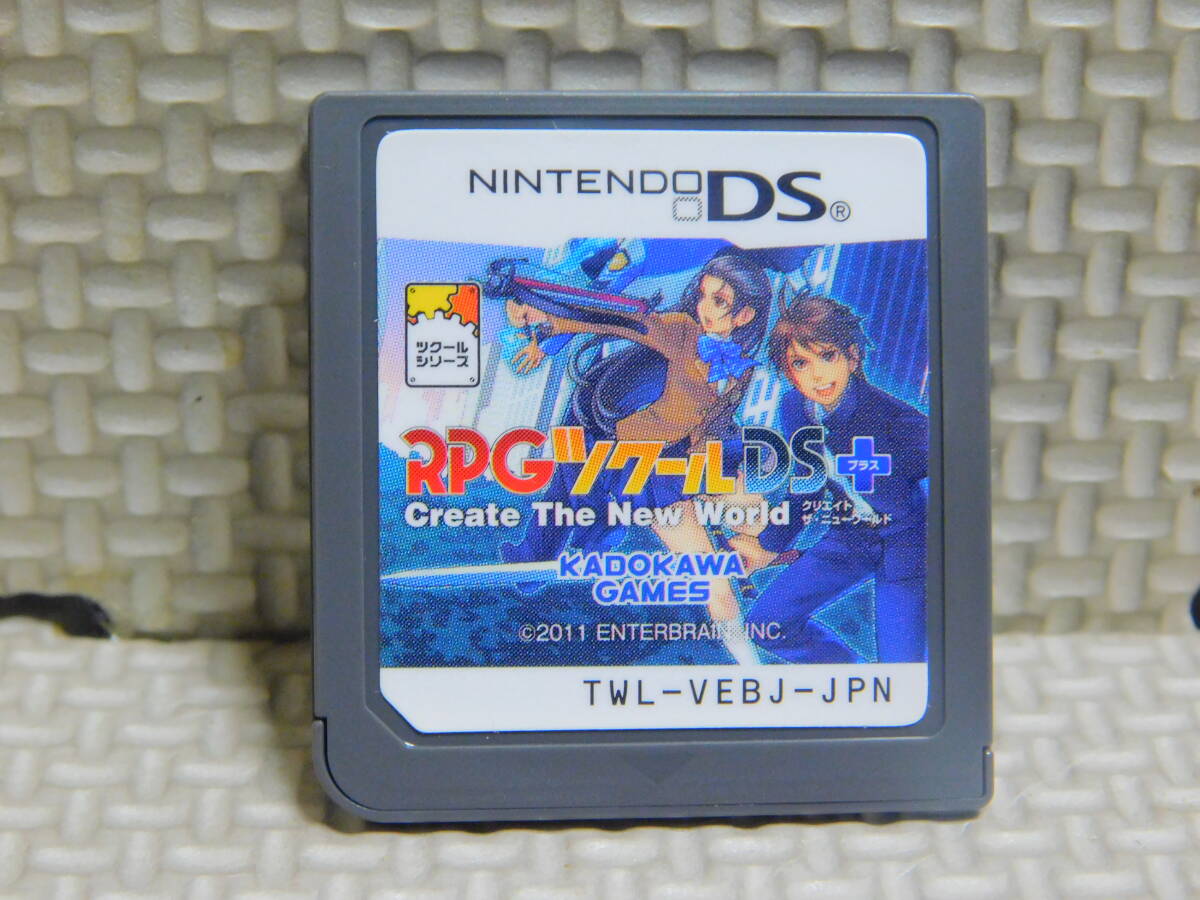 NINTENDO DS®
ツクール
シリーズ
RPGツクールDS+
プラス
Create The New World
クリエイト
ザ・ニューワールド
KADOKAWA
GAMES
©2011 ENTERBRAIN, INC.
TWL-VEBJ-JPN